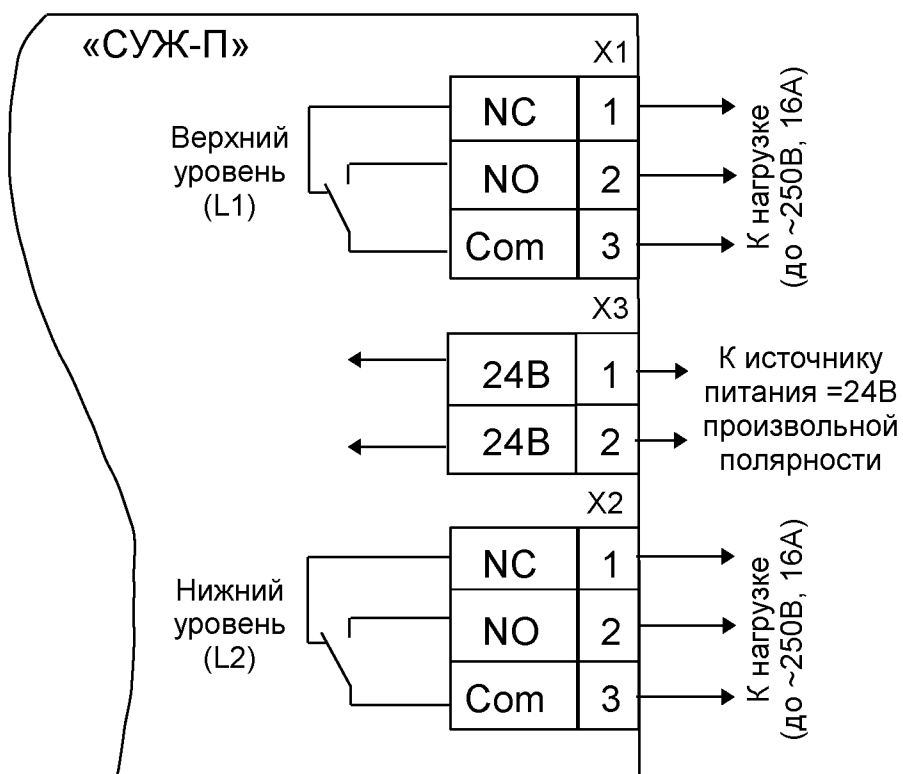 «СУЖ-П»
X1
Верхний
уровень
(L1)
NC 1
NO 2
Com 3
К нагрузке
(до ~250В, 16А)
X3
24В 1
24В 2
К источнику
питания =24В
произвольной
полярности
X2
Нижний
уровень
(L2)
NC 1
NO 2
Com 3
К нагрузке
(до ~250В, 16А)